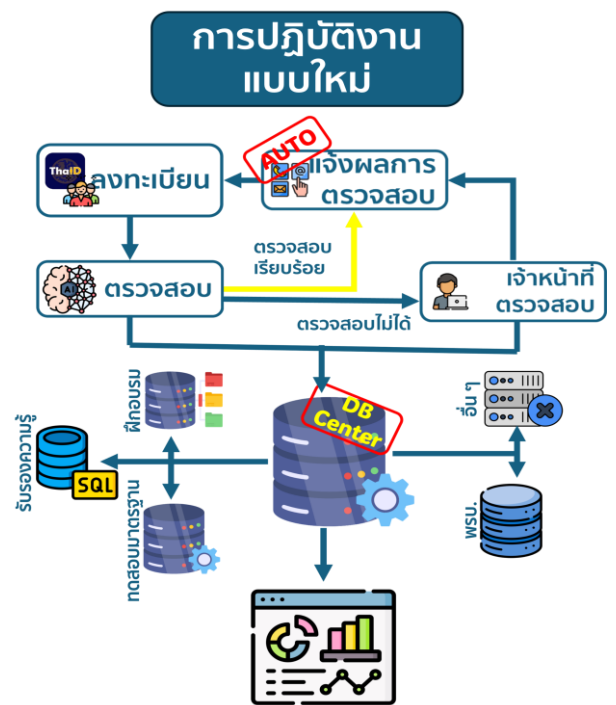 การปฏิบัติงาน
แบบใหม่
AUTO
ThaiD
ลงทะเบียน
แจ้งผลการ
ตรวจสอบ
@
ตรวจสอบ
เรียบร้อย
AI
ตรวจสอบ
เจ้าหน้าที่
ตรวจสอบ
ตรวจสอบไม่ได้
ฝึกอบรม
DB
Center
อื่น ๆ
รับรองความรู้
SQL
ทดสอบมาตรฐาน
พรบ.